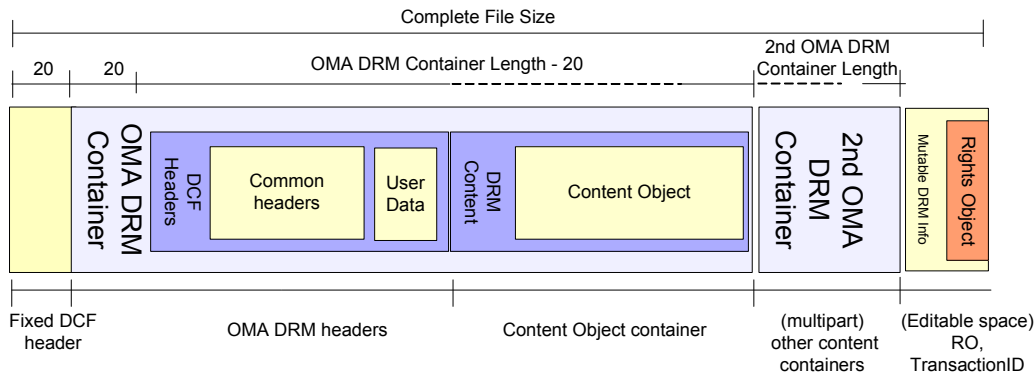 Complete File Size
20
20
OMA DRM Container Length - 20
2nd OMA DRM
Container Length
OMA DRM
Container
DCF
Headers
Common
headers
User
Data
DRM
Content
Content Object
2nd OMA
DRM
Container
Mutable DRM Info
Rights Object
Fixed DCF
header
OMA DRM headers
Content Object container
(multipart)
other content
containers
(Editable space)
RO,
TransactionID